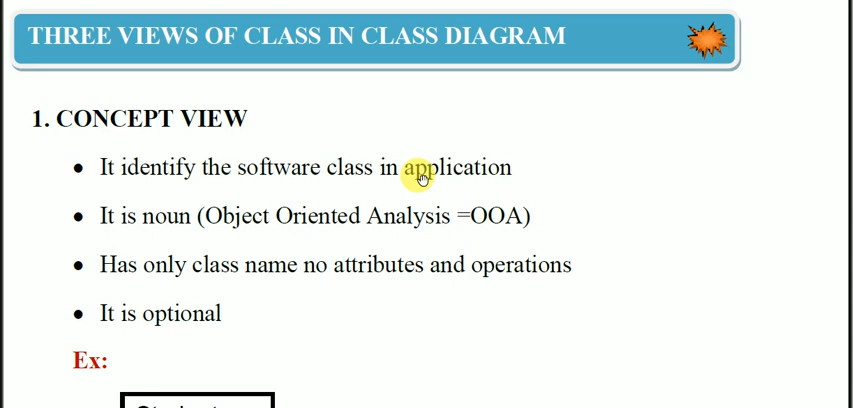 THREE VIEWS OF CLASS IN CLASS DIAGRAM
1. CONCEPT VIEW
• It identify the software class in application
• It is noun (Object Oriented Analysis =OOA)
• Has only class name no attributes and operations
• It is optional
Ex: